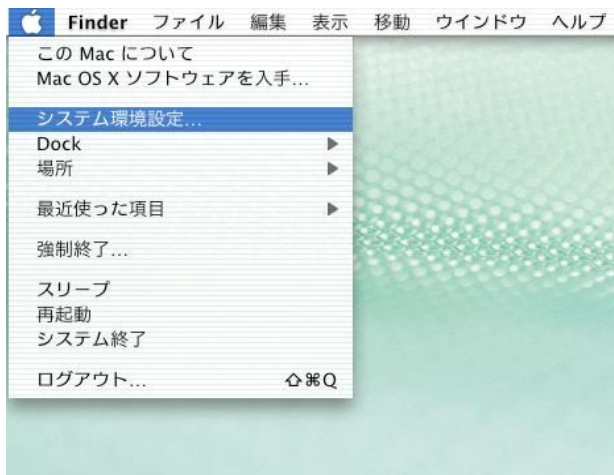 Finder ファイル 編集 表示 移動 ウインドウ ヘルプ
この Mac について
Mac OS X ソフトウェアを入手...
システム環境設定...
Dock
場所
最近使った項目
強制終了...
スリープ
再起動
システム終了
ログアウト... ⇧⌘Q